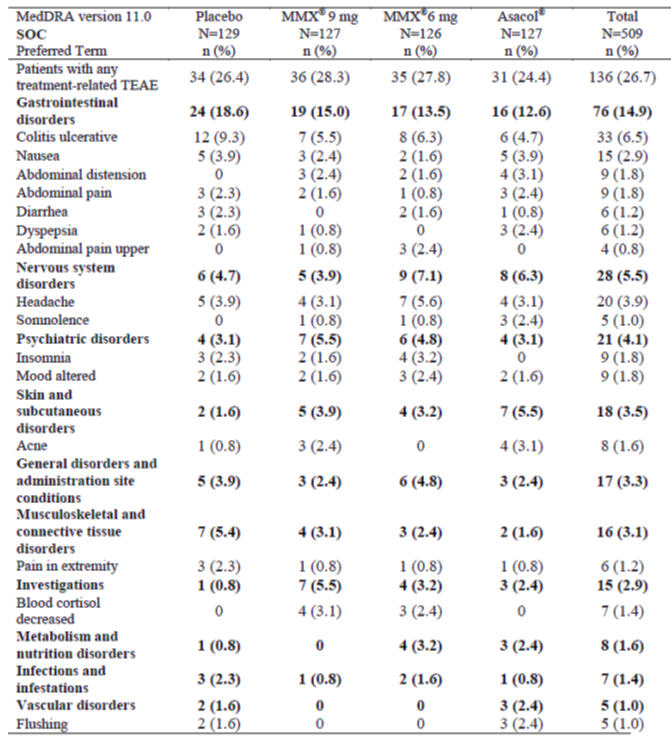 MedDRA version 11.0 Placebo MMX®9 mg MMX®6 mg Asacol® Total
SOC N=129 N=127 N=126 N=127 N=509
Preferred Term n (%) n (%) n (%) n (%) n (%)
Patients with any
treatment-related TEAE 34 (26.4) 36 (28.3) 35 (27.8) 31 (24.4) 136 (26.7)
Gastrointestinal
disorders 24 (18.6) 19 (15.0) 17 (13.5) 16 (12.6) 76 (14.9)
Colitis ulcerative 12 (9.3) 7 (5.5) 8 (6.3) 6 (4.7) 33 (6.5)
Nausea 5 (3.9) 3 (2.4) 2 (1.6) 5 (3.9) 15 (2.9)
Abdominal distension 0 3 (2.4) 2 (1.6) 4 (3.1) 9 (1.8)
Abdominal pain 3 (2.3) 2 (1.6) 1 (0.8) 3 (2.4) 9 (1.8)
Diarrhea 3 (2.3) 0 2 (1.6) 1 (0.8) 6 (1.2)
Dyspepsia 2 (1.6) 1 (0.8) 0 3 (2.4) 6 (1.2)
Abdominal pain upper 0 1 (0.8) 3 (2.4) 0 4 (0.8)
Nervous system
disorders 6 (4.7) 5 (3.9) 9 (7.1) 8 (6.3) 28 (5.5)
Headache 5 (3.9) 4 (3.1) 7 (5.6) 4 (3.1) 20 (3.9)
Somnolence 0 1 (0.8) 1 (0.8) 3 (2.4) 5 (1.0)
Psychiatric disorders 4 (3.1) 7 (5.5) 6 (4.8) 4 (3.1) 21 (4.1)
Insomnia 3 (2.3) 2 (1.6) 4 (3.2) 0 9 (1.8)
Mood altered 2 (1.6) 2 (1.6) 3 (2.4) 2 (1.6) 9 (1.8)
Skin and
subcutaneous 2 (1.6) 5 (3.9) 4 (3.2) 7 (5.5) 18 (3.5)
disorders
Acne 1 (0.8) 3 (2.4) 0 4 (3.1) 8 (1.6)
General disorders and
administration site 5 (3.9) 3 (2.4) 6 (4.8) 3 (2.4) 17 (3.3)
conditions
Musculoskeletal and
connective tissue 7 (5.4) 4 (3.1) 3 (2.4) 2 (1.6) 16 (3.1)
disorders
Pain in extremity 3 (2.3) 1 (0.8) 1 (0.8) 1 (0.8) 6 (1.2)
Investigations 1 (0.8) 7 (5.5) 4 (3.2) 3 (2.4) 15 (2.9)
Blood cortisol
decreased 0 4 (3.1) 3 (2.4) 0 7 (1.4)
Metabolism and
nutrition disorders 1 (0.8) 0 4 (3.2) 3 (2.4) 8 (1.6)
Infections and
infestations 3 (2.3) 1 (0.8) 2 (1.6) 1 (0.8) 7 (1.4)
Vascular disorders 2 (1.6) 0 0 3 (2.4) 5 (1.0)
Flushing 2 (1.6) 0 0 3 (2.4) 5 (1.0)